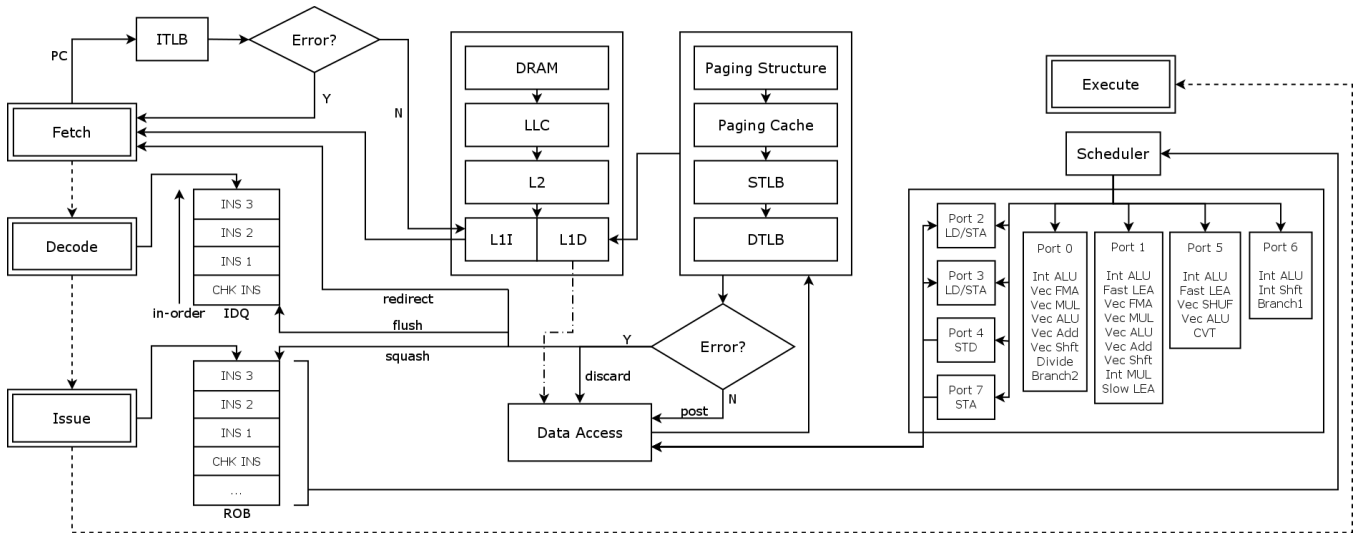 PC
ITLB
Error?
Y
N
Fetch
Decode
Issue
in-order
INS 3
INS 2
INS 1
CHK INS
IDQ
INS 3
INS 2
INS 1
CHK INS
...
ROB
DRAM
LLC
L2
L1I
L1D
redirect
flush
squash
Paging Structure
Paging Cache
STLB
DTLB
Error?
Y
N
discard
post
Data Access
Execute
Scheduler
Port 2
LD/STA
Port 3
LD/STA
Port 4
STD
Port 7
STA
Port 0
Int ALU
Vec FMA
Vec MUL
Vec ALU
Vec Add
Vec Shft
Divide
Branch2
Port 1
Int ALU
Fast LEA
Vec FMA
Vec MUL
Vec ALU
Vec Add
Vec Shft
Int MUL
Slow LEA
Port 5
Int ALU
Fast LEA
Vec SHUF
Vec ALU
CVT
Port 6
Int ALU
Int Shft
Branch1